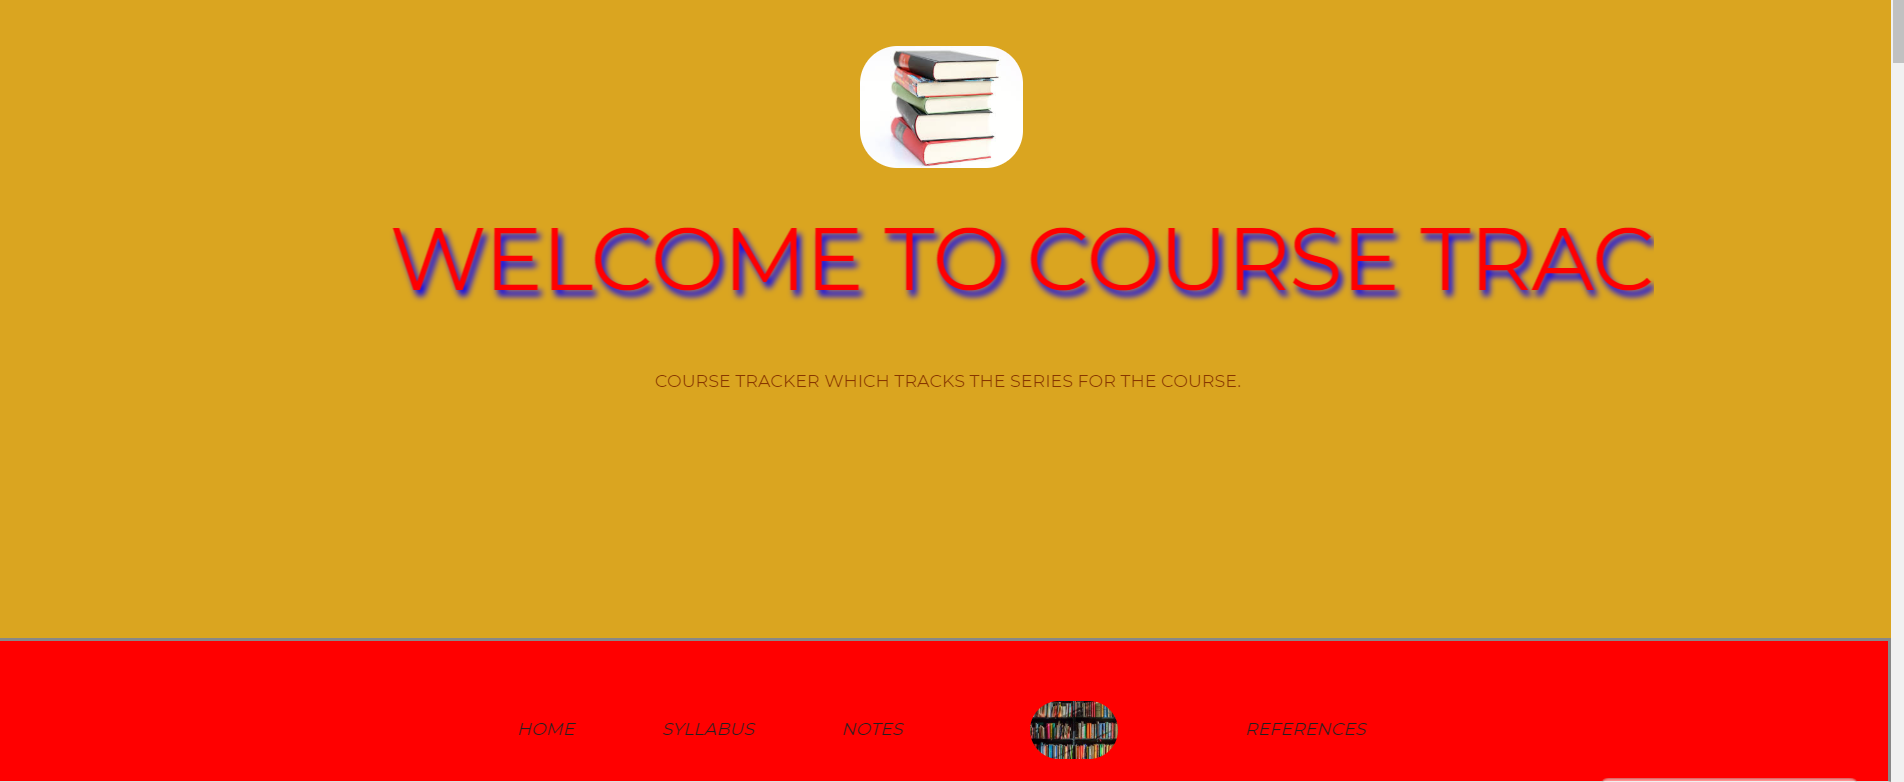 WELCOME TO COURSE TRAC
COURSE TRACKER WHICH TRACKS THE SERIES FOR THE COURSE.
HOME SYLLABUS NOTES REFERENCES